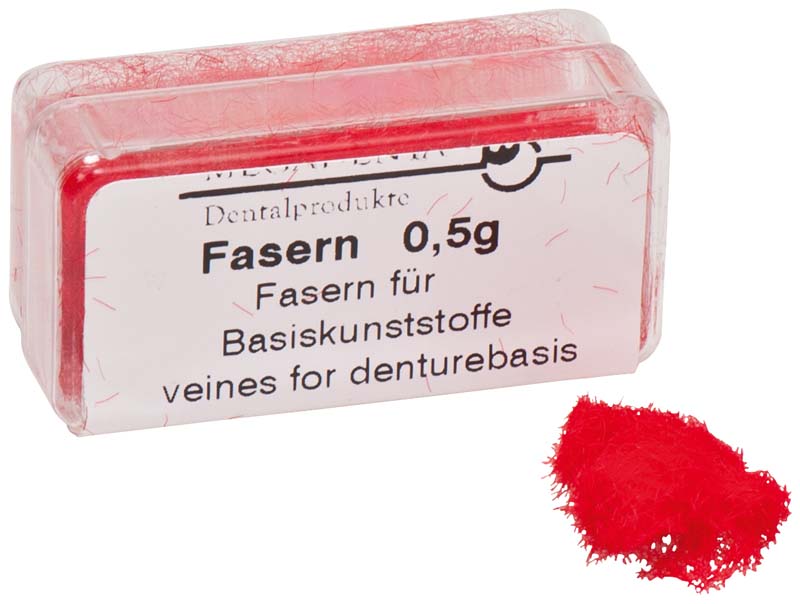 Dentalprodukte
Fasern 0,5g
Fasern für
Basiskunststoffe
veines for denturebasis